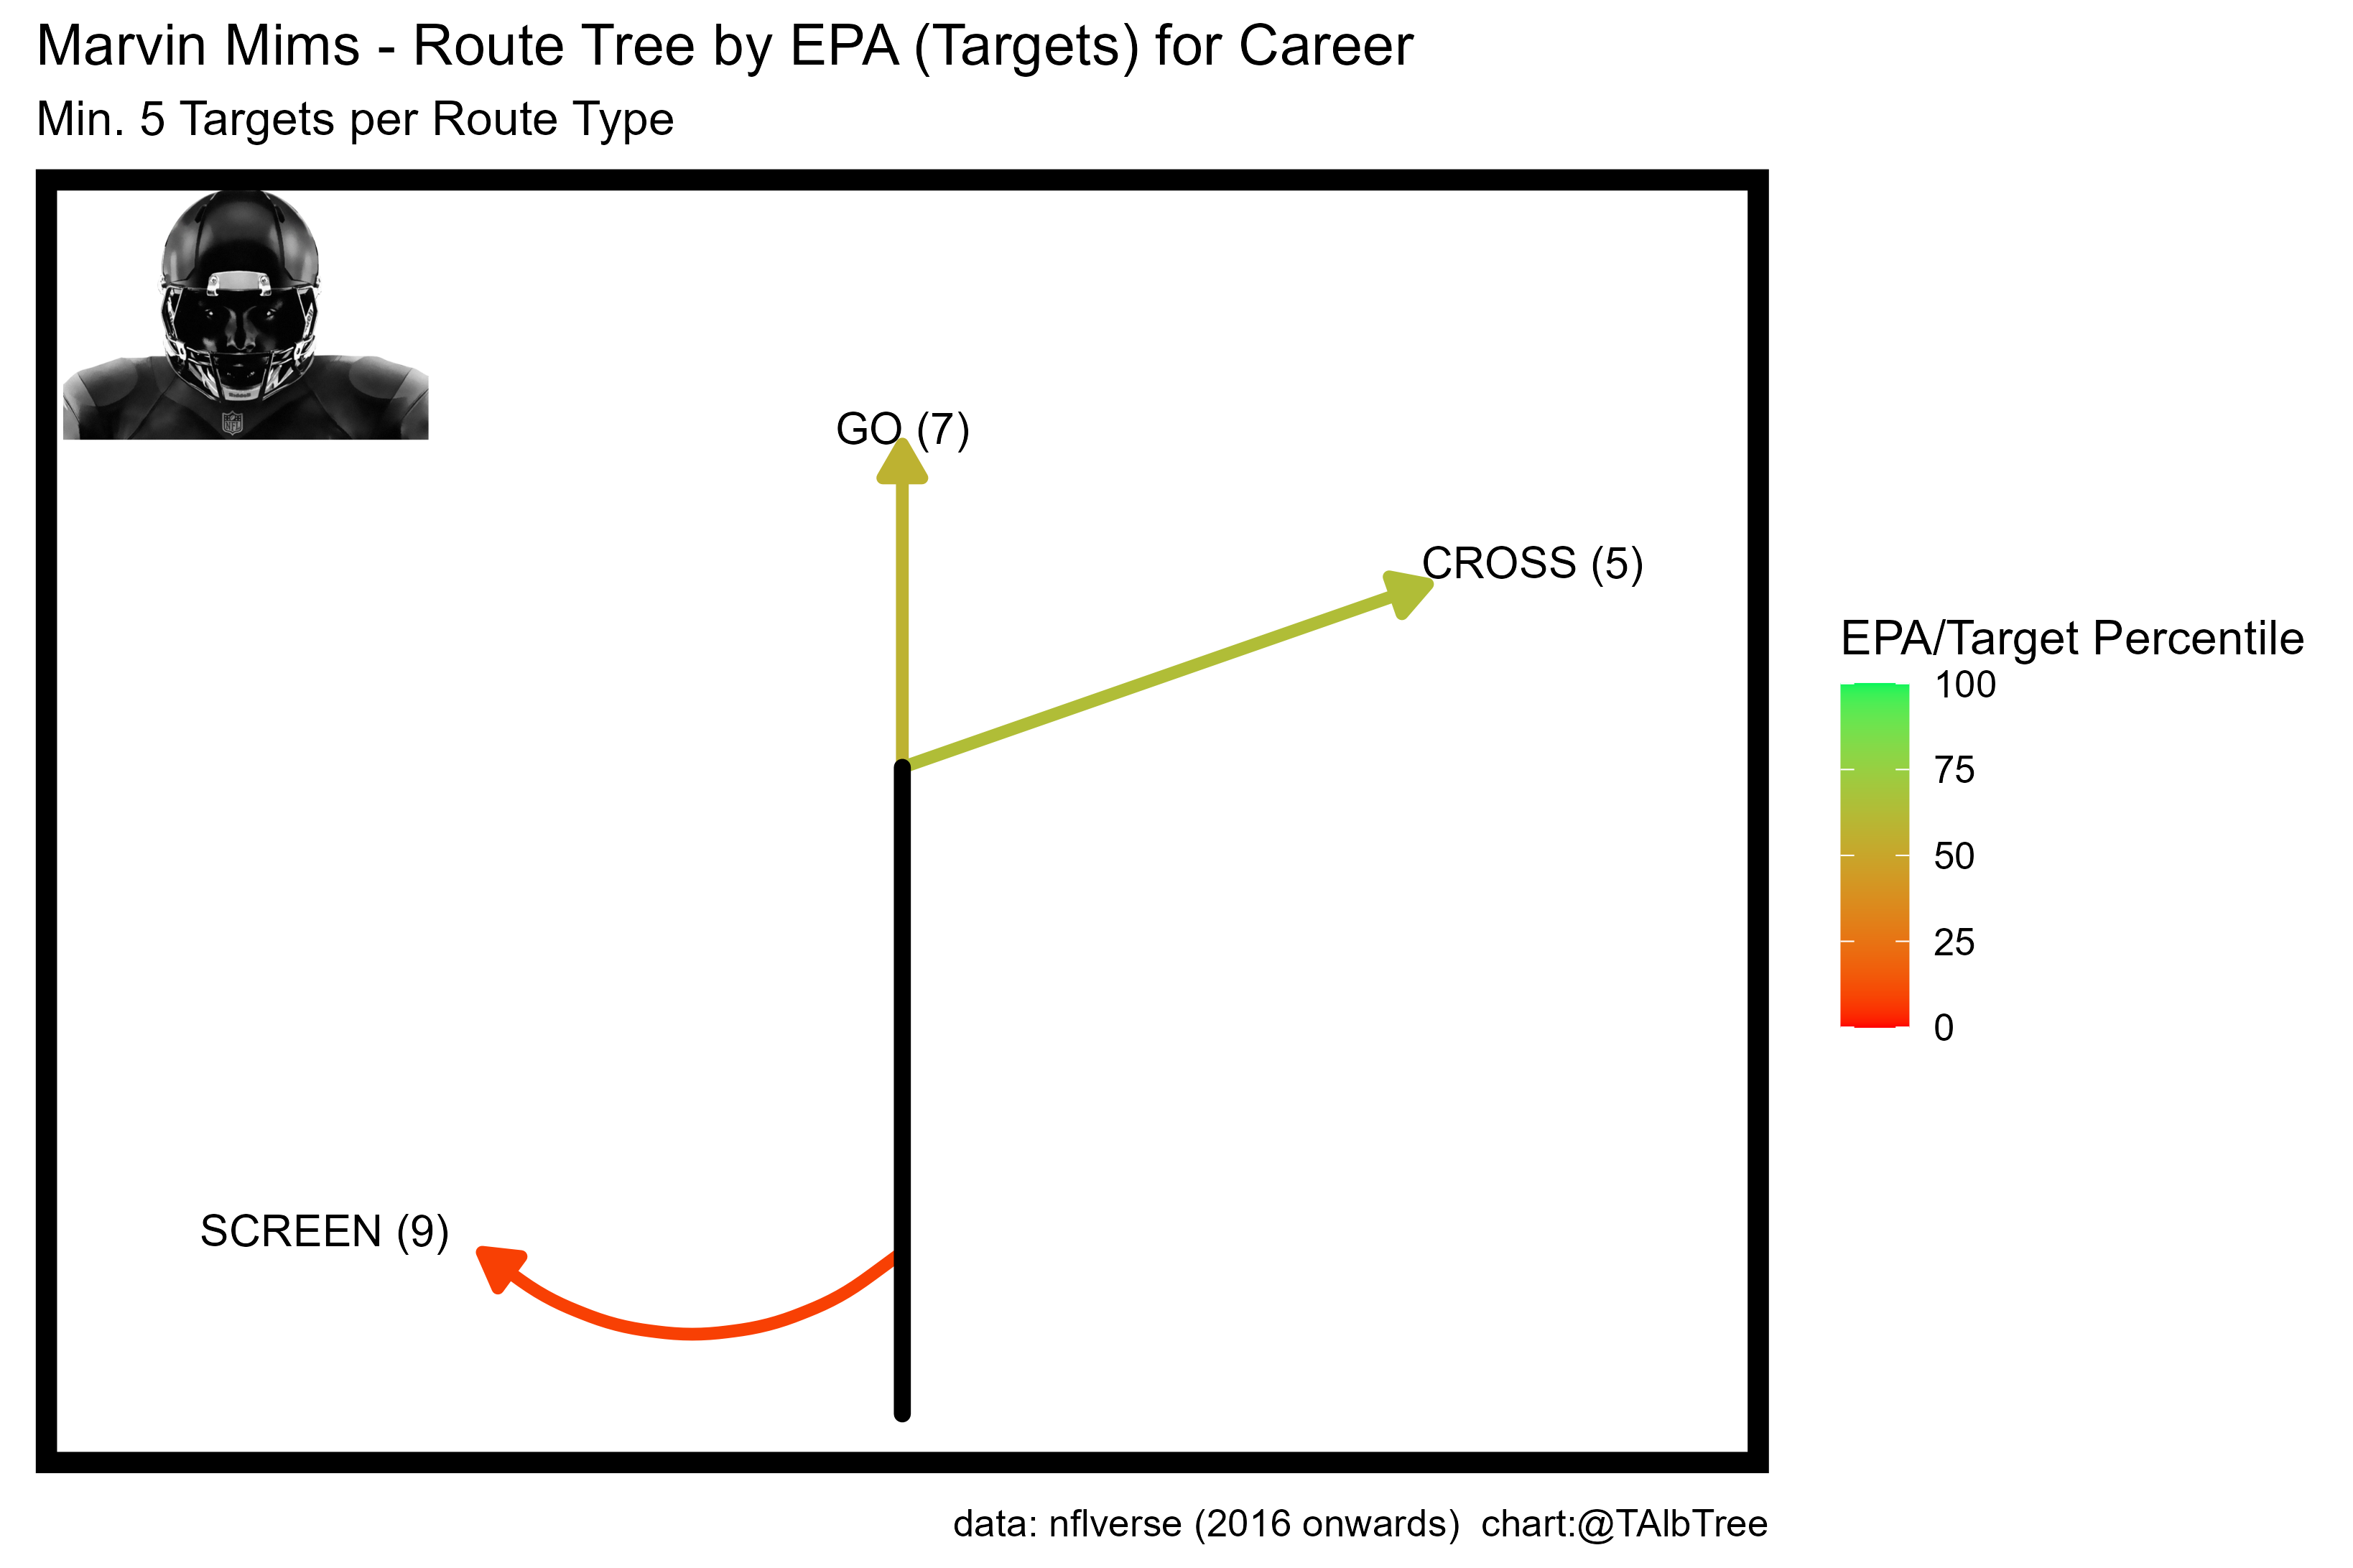 Marvin Mims - Route Tree by EPA (Targets) for Career
Min. 5 Targets per Route Type
GO (7)
CROSS (5)
SCREEN (9)
EPA/Target Percentile
100
75
50
25
0
NFL
data: nflverse (2016 onwards)  chart:@TAlbTree